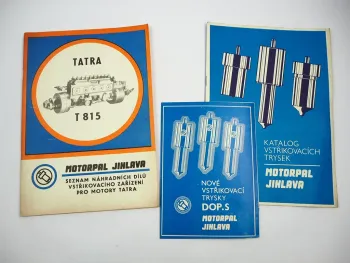 TATRA
T 815
MOTORPAL JIHLAVA
SEZNAM NÁHRADNÍCH DÍLŮ
VSTŘIKOVACÍHO ZAŘÍZENÍ
PRO MOTORY TATRA
NOVÉ
VSTŘIKOVACÍ
TRYSKY
DOP.S
MOTORPAL
JIHLAVA
KATALOG
VSTŘIKOVACÍCH
TRYSEK
MOTORPAL
JIHLAVA